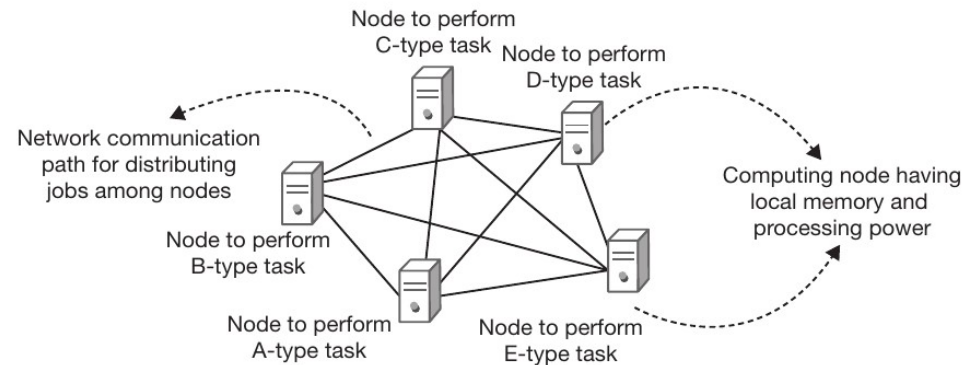 Node to perform
C-type task
Node to perform
D-type task
Network communication
path for distributing
jobs among nodes
Computing node having
local memory and
processing power
Node to perform
B-type task
Node to perform
A-type task
Node to perform
E-type task